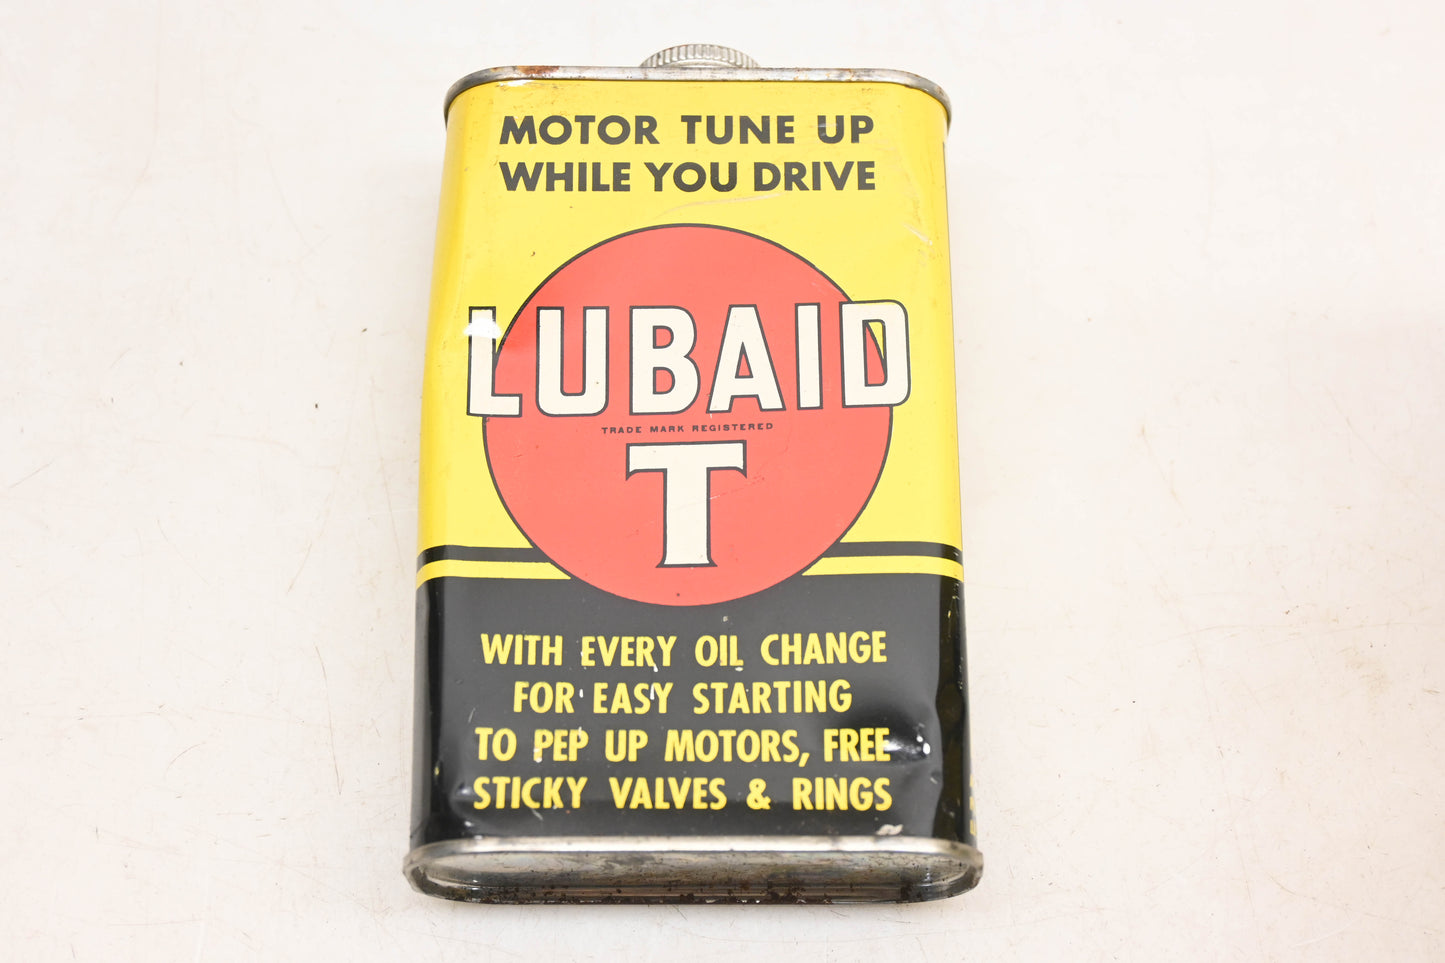 MOTOR TUNE UP
WHILE YOU DRIVE
LUBAID
TRADE MARK REGISTERED
T
WITH EVERY OIL CHANGE
FOR EASY STARTING
TO PEP UP MOTORS, FREE
STICKY VALVES & RINGS